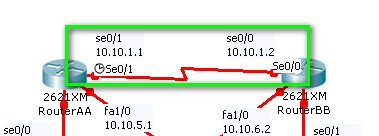 se0/1 se0/0
10.10.1.1 10.10.1.2
Se0/1 Se0/0
2621XM 2621XM
RouterAA RouterBB
fa1/0 fa1/0
se0/0 10.10.5.1 10.10.6.2 se0/1